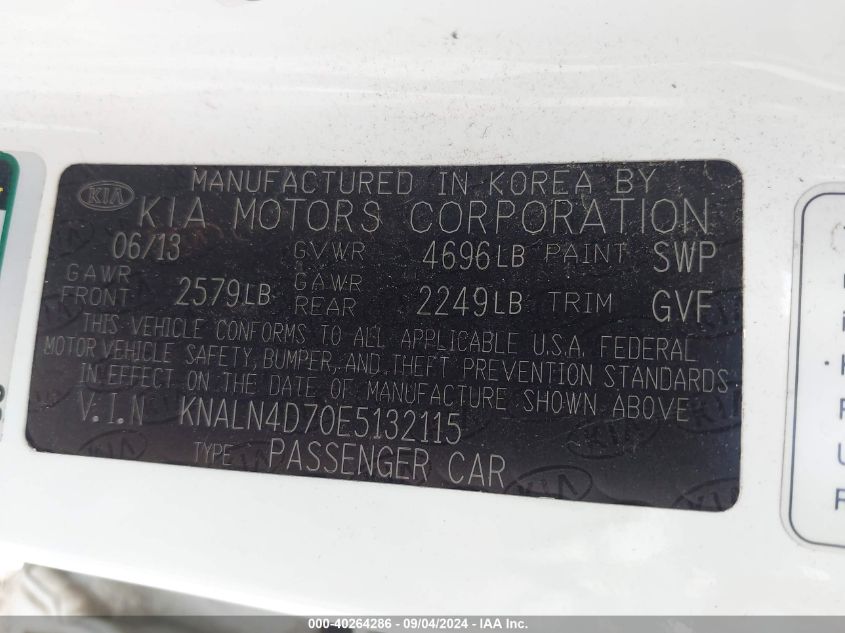 MANUFACTURED IN KOREA BY
KIA KIA MOTORS CORPORATION
06/13 GVWR 4696LB PAINT SWP
GAWR FRONT 2579LB GAWR REAR 2249LB TRIM GVF
THIS VEHICLE CONFORMS TO ALL APPLICABLE U.S.A. FEDERAL
MOTOR VEHICLE SAFETY, BUMPER, AND THEFT PREVENTION STANDARDS
IN EFFECT ON THE DATE OF MANUFACTURE SHOWN ABOVE
V.I.N KNALN4D70E5132115
TYPE PASSENGER CAR
000-40264286 - 09/04/2024 - IAA Inc.